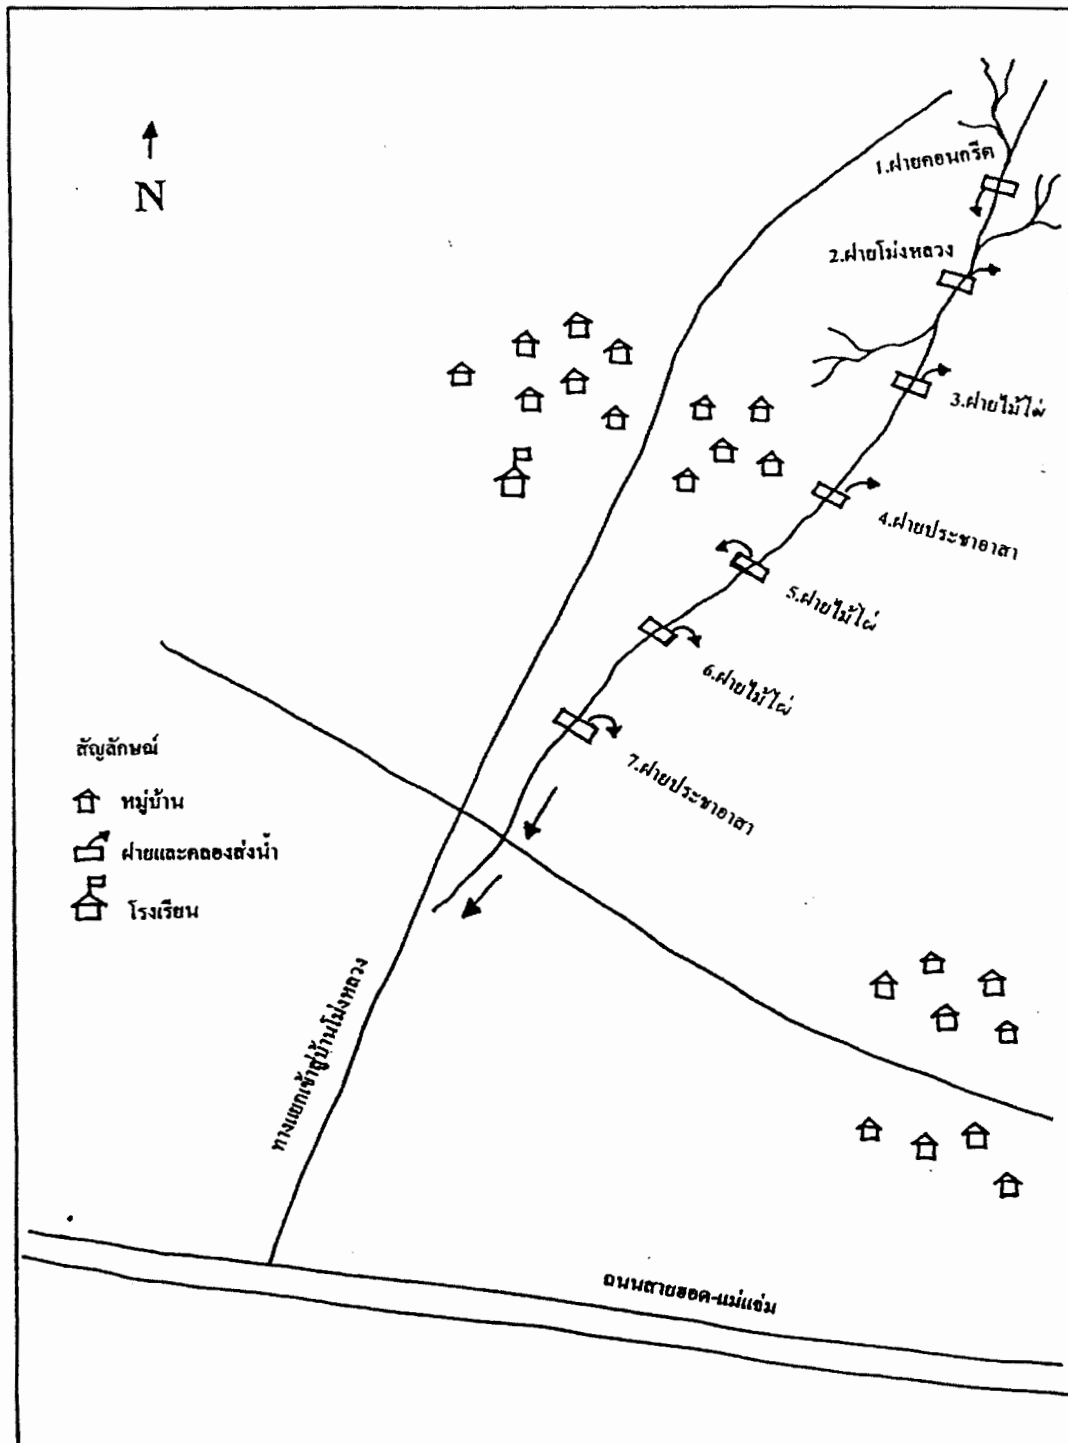 N
1.ฝายคอนกรีต
2.ฝายโม่งหลวง
3.ฝายไม้ไผ่
4.ฝายประชาอาสา
5.ฝายไม้ไผ่
6.ฝายไม้ไผ่
7.ฝายประชาอาสา
สัญลักษณ์
หมู่บ้าน
ฝายและคลองส่งน้ำ
โรงเรียน
ทางแยกเข้าสู่บ้านโม่งหลวง
ถนนสายฮอด-แม่แจ่ม